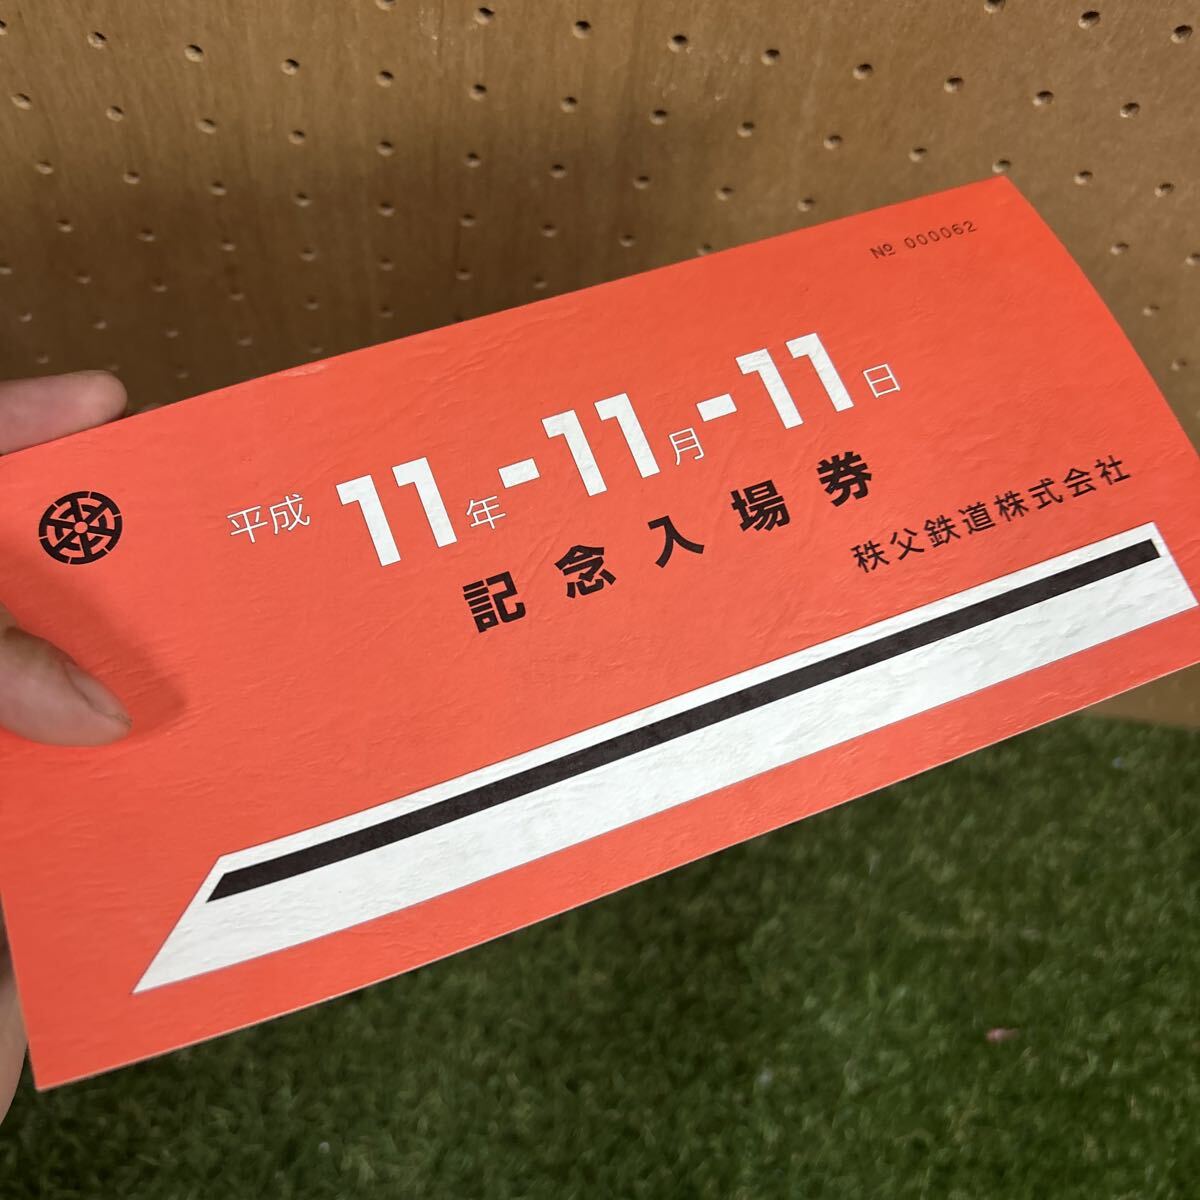 № 000062
平成11年-11月-11日
記念入場券
秩父鉄道株式会社